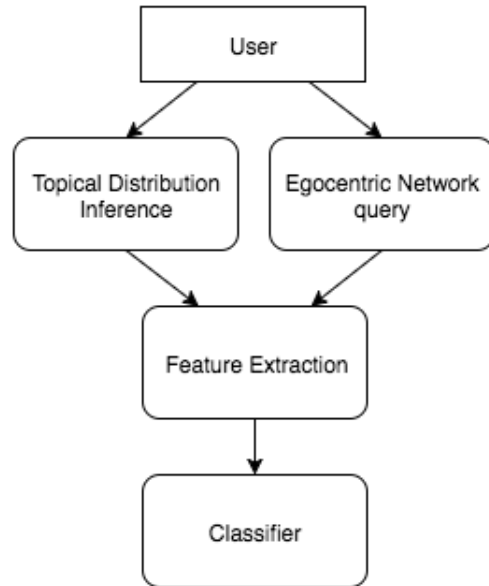 User
Topical Distribution
Inference
Egocentric Network
query
Feature Extraction
Classifier